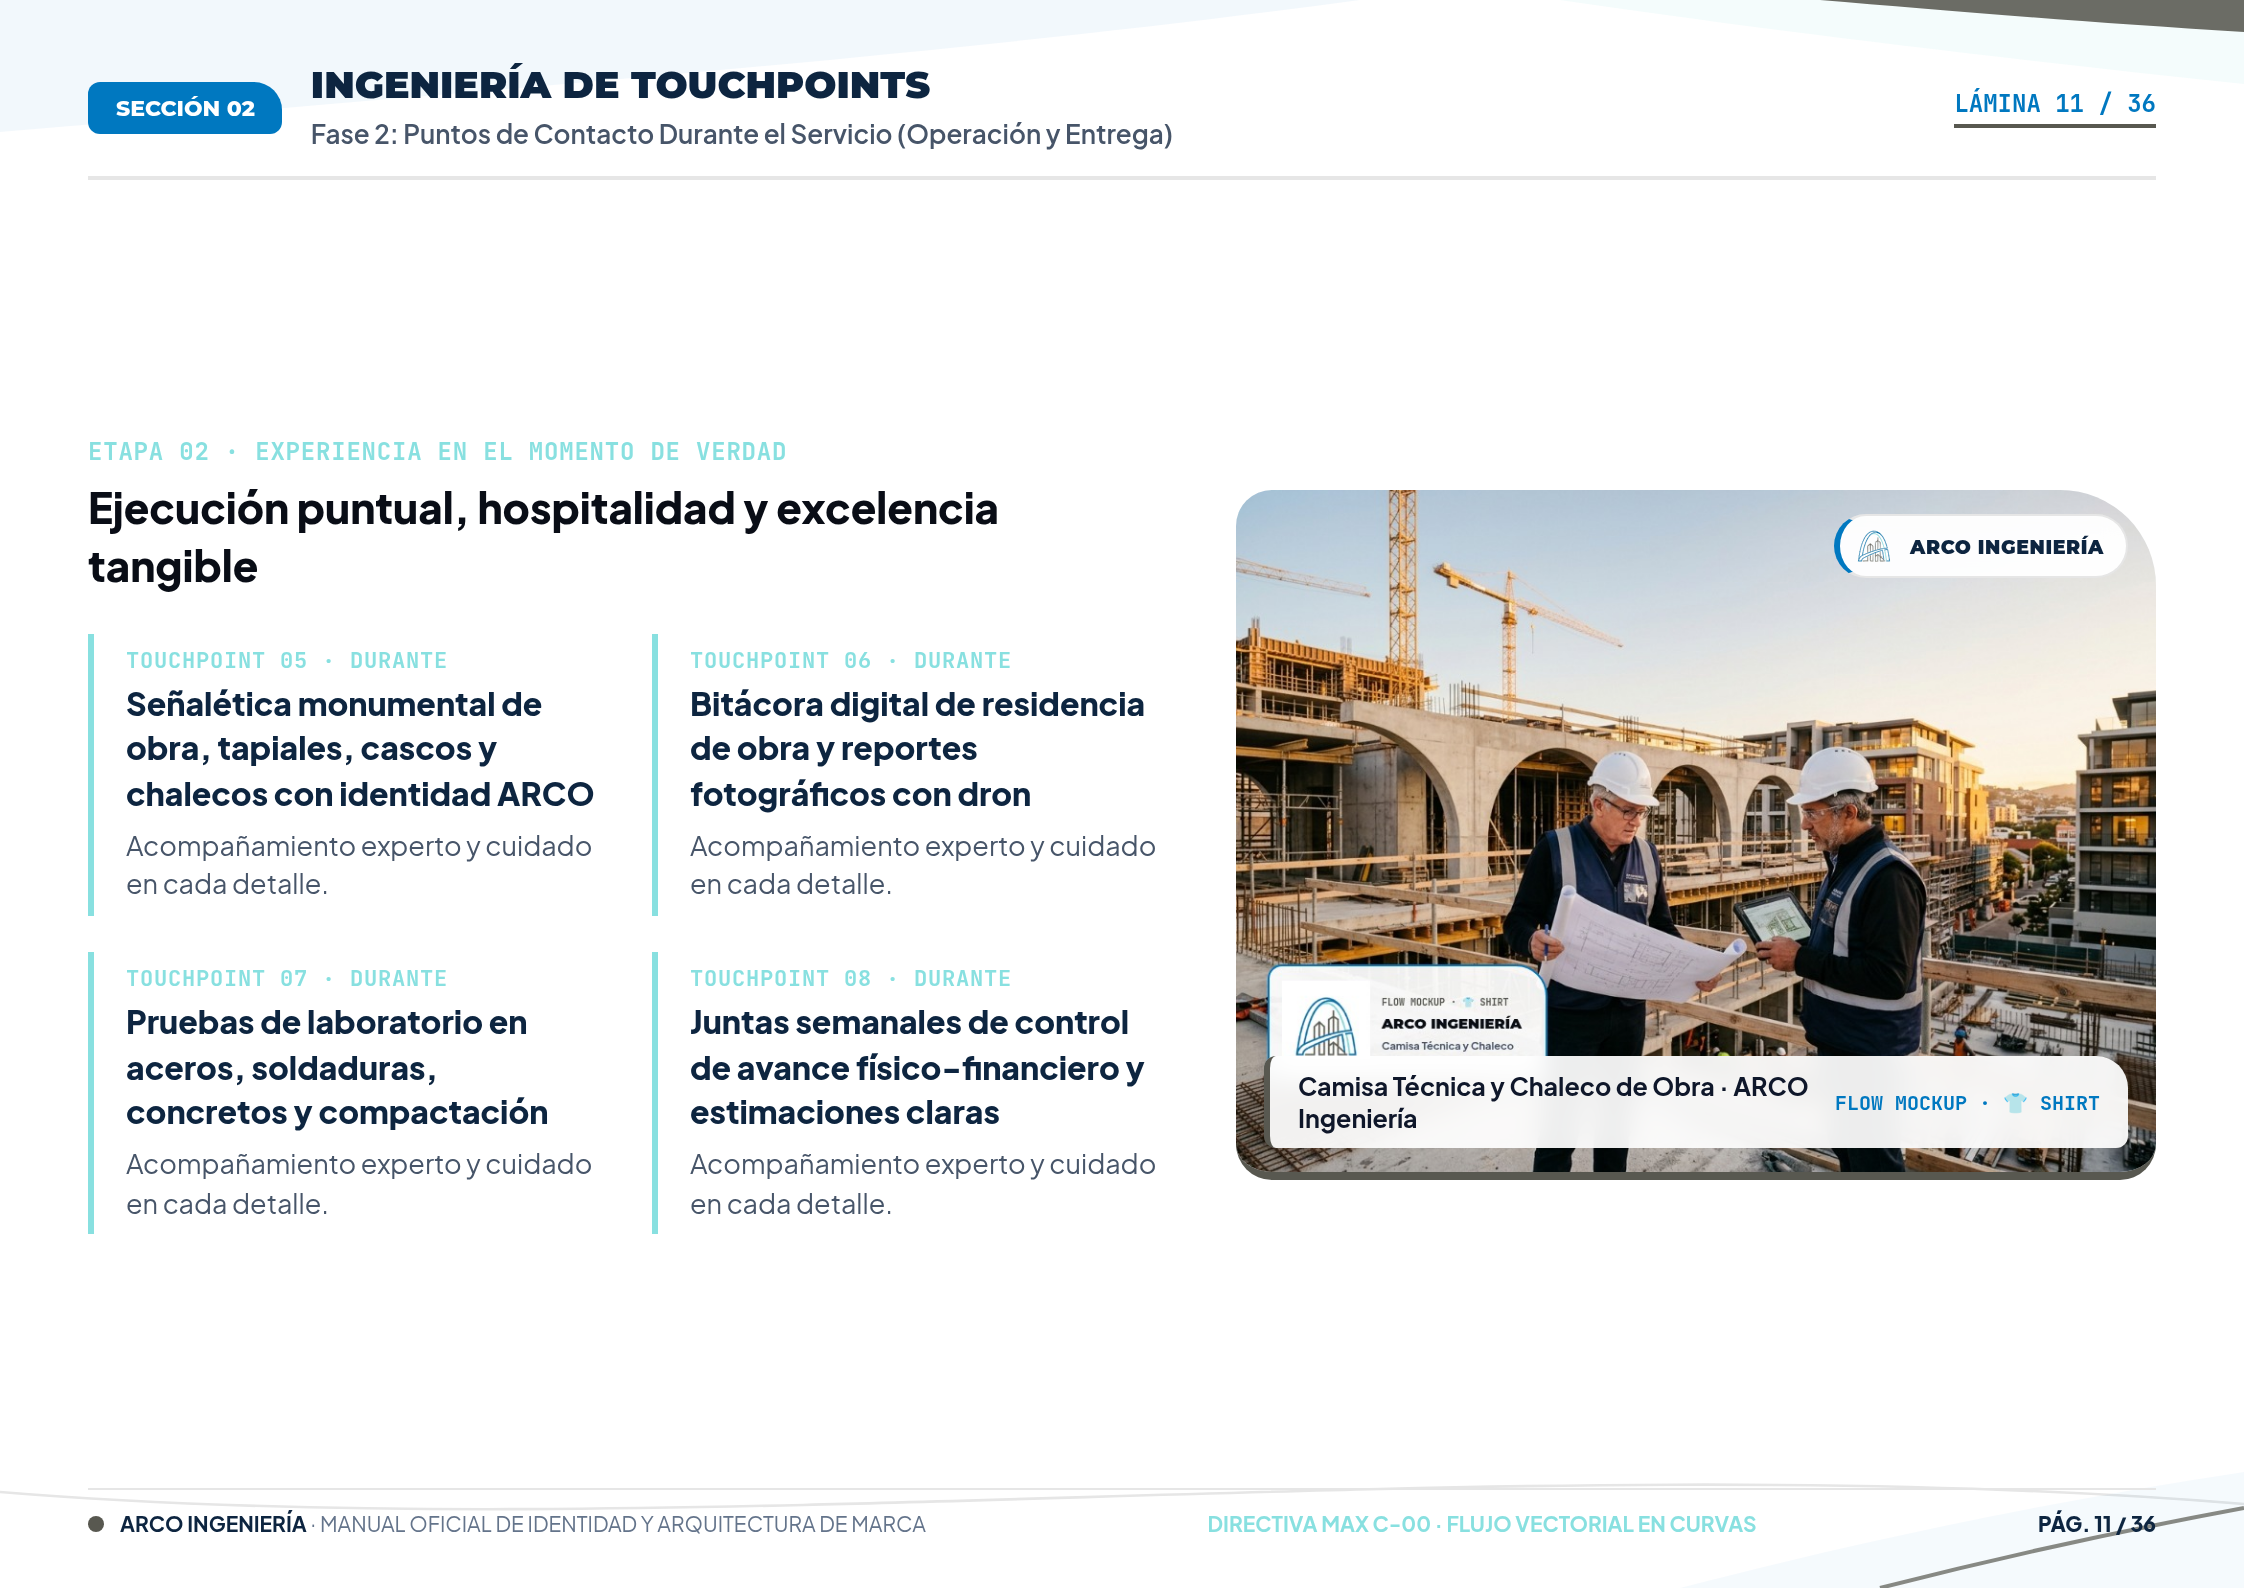 SECCIÓN 02
INGENIERÍA DE TOUCHPOINTS
Fase 2: Puntos de Contacto Durante el Servicio (Operación y Entrega)
LÁMINA 11 / 36
ETAPA 02 · EXPERIENCIA EN EL MOMENTO DE VERDAD
Ejecución puntual, hospitalidad y excelencia
tangible
TOUCHPOINT 05 · DURANTE
Señalética monumental de
obra, tapiales, cascos y
chalecos con identidad ARCO
Acompañamiento experto y cuidado
en cada detalle.
TOUCHPOINT 06 · DURANTE
Bitácora digital de residencia
de obra y reportes
fotográficos con dron
Acompañamiento experto y cuidado
en cada detalle.
TOUCHPOINT 07 · DURANTE
Pruebas de laboratorio en
aceros, soldaduras,
concretos y compactación
Acompañamiento experto y cuidado
en cada detalle.
TOUCHPOINT 08 · DURANTE
Juntas semanales de control
de avance físico-financiero y
estimaciones claras
Acompañamiento experto y cuidado
en cada detalle.
ARCO INGENIERÍA
FLOW MOCKUP · 👕 SHIRT
ARCO INGENIERÍA
Camisa Técnica y Chaleco
Camisa Técnica y Chaleco de Obra · ARCO
Ingeniería
FLOW MOCKUP · 👕 SHIRT
ARCO INGENIERÍA · MANUAL OFICIAL DE IDENTIDAD Y ARQUITECTURA DE MARCA
DIRECTIVA MAX C-00 · FLUJO VECTORIAL EN CURVAS
PÁG. 11 / 36